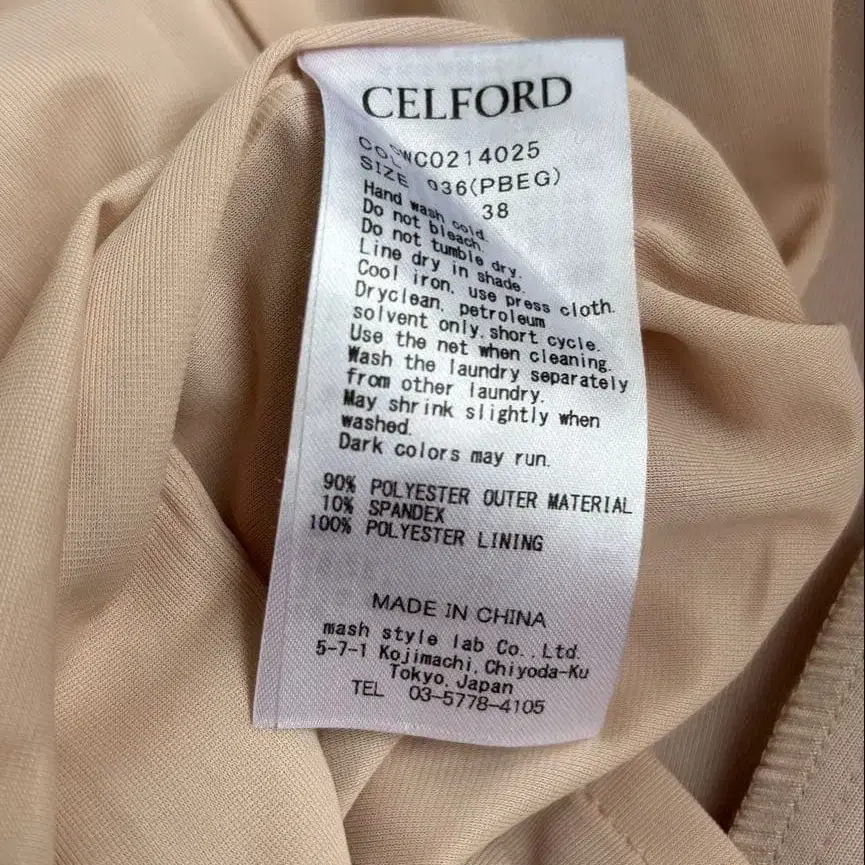 CELFORD
CWC0214025
COL 036(PBEG)
SIZE 38
Hand wash cold.
Do not bleach.
Do not tumble dry.
Line dry in shade.
Cool iron, use press cloth.
Dryclean, petroleum
solvent only.short cycle.
Use the net when cleaning.
Wash the laundry separately
from other laundry.
May shrink slightly when
washed.
Dark colors may run.
90% POLYESTER OUTER MATERIAL
10% SPANDEX
100% POLYESTER LINING
MADE IN CHINA
mash style lab Co.,Ltd.
5-7-1 Kojimachi,Chiyoda-Ku
Tokyo,Japan
TEL 03-5778-4105